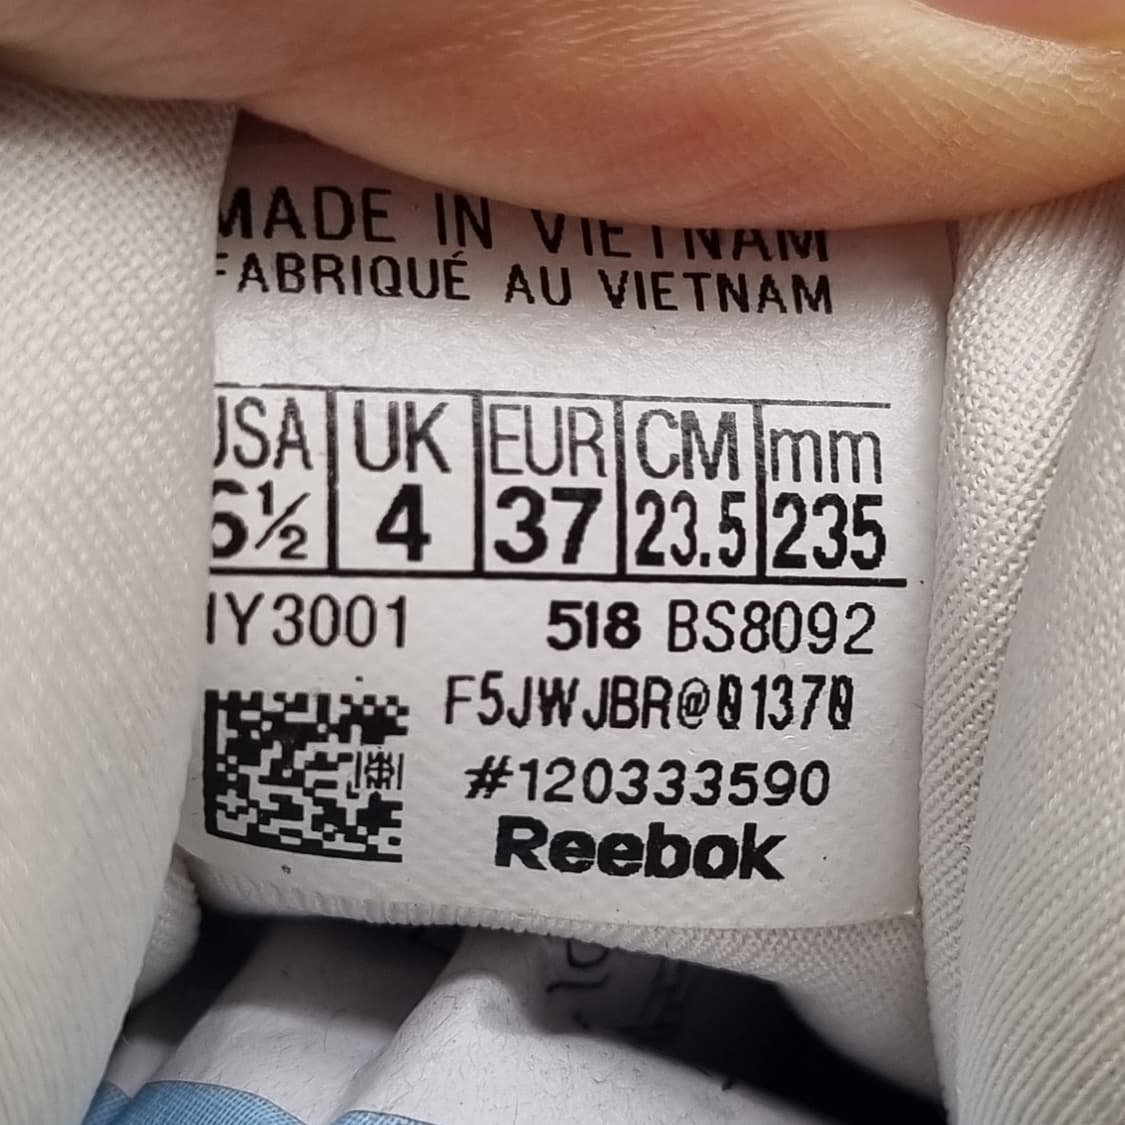 MADE IN VIETNAM
FABRIQUÉ AU VIETNAM
USA UK EUR CM mm
6½ 4 37 23.5 235
IY3001 518 BS8092
F5JWJBR@01370
#120333590
Reebok